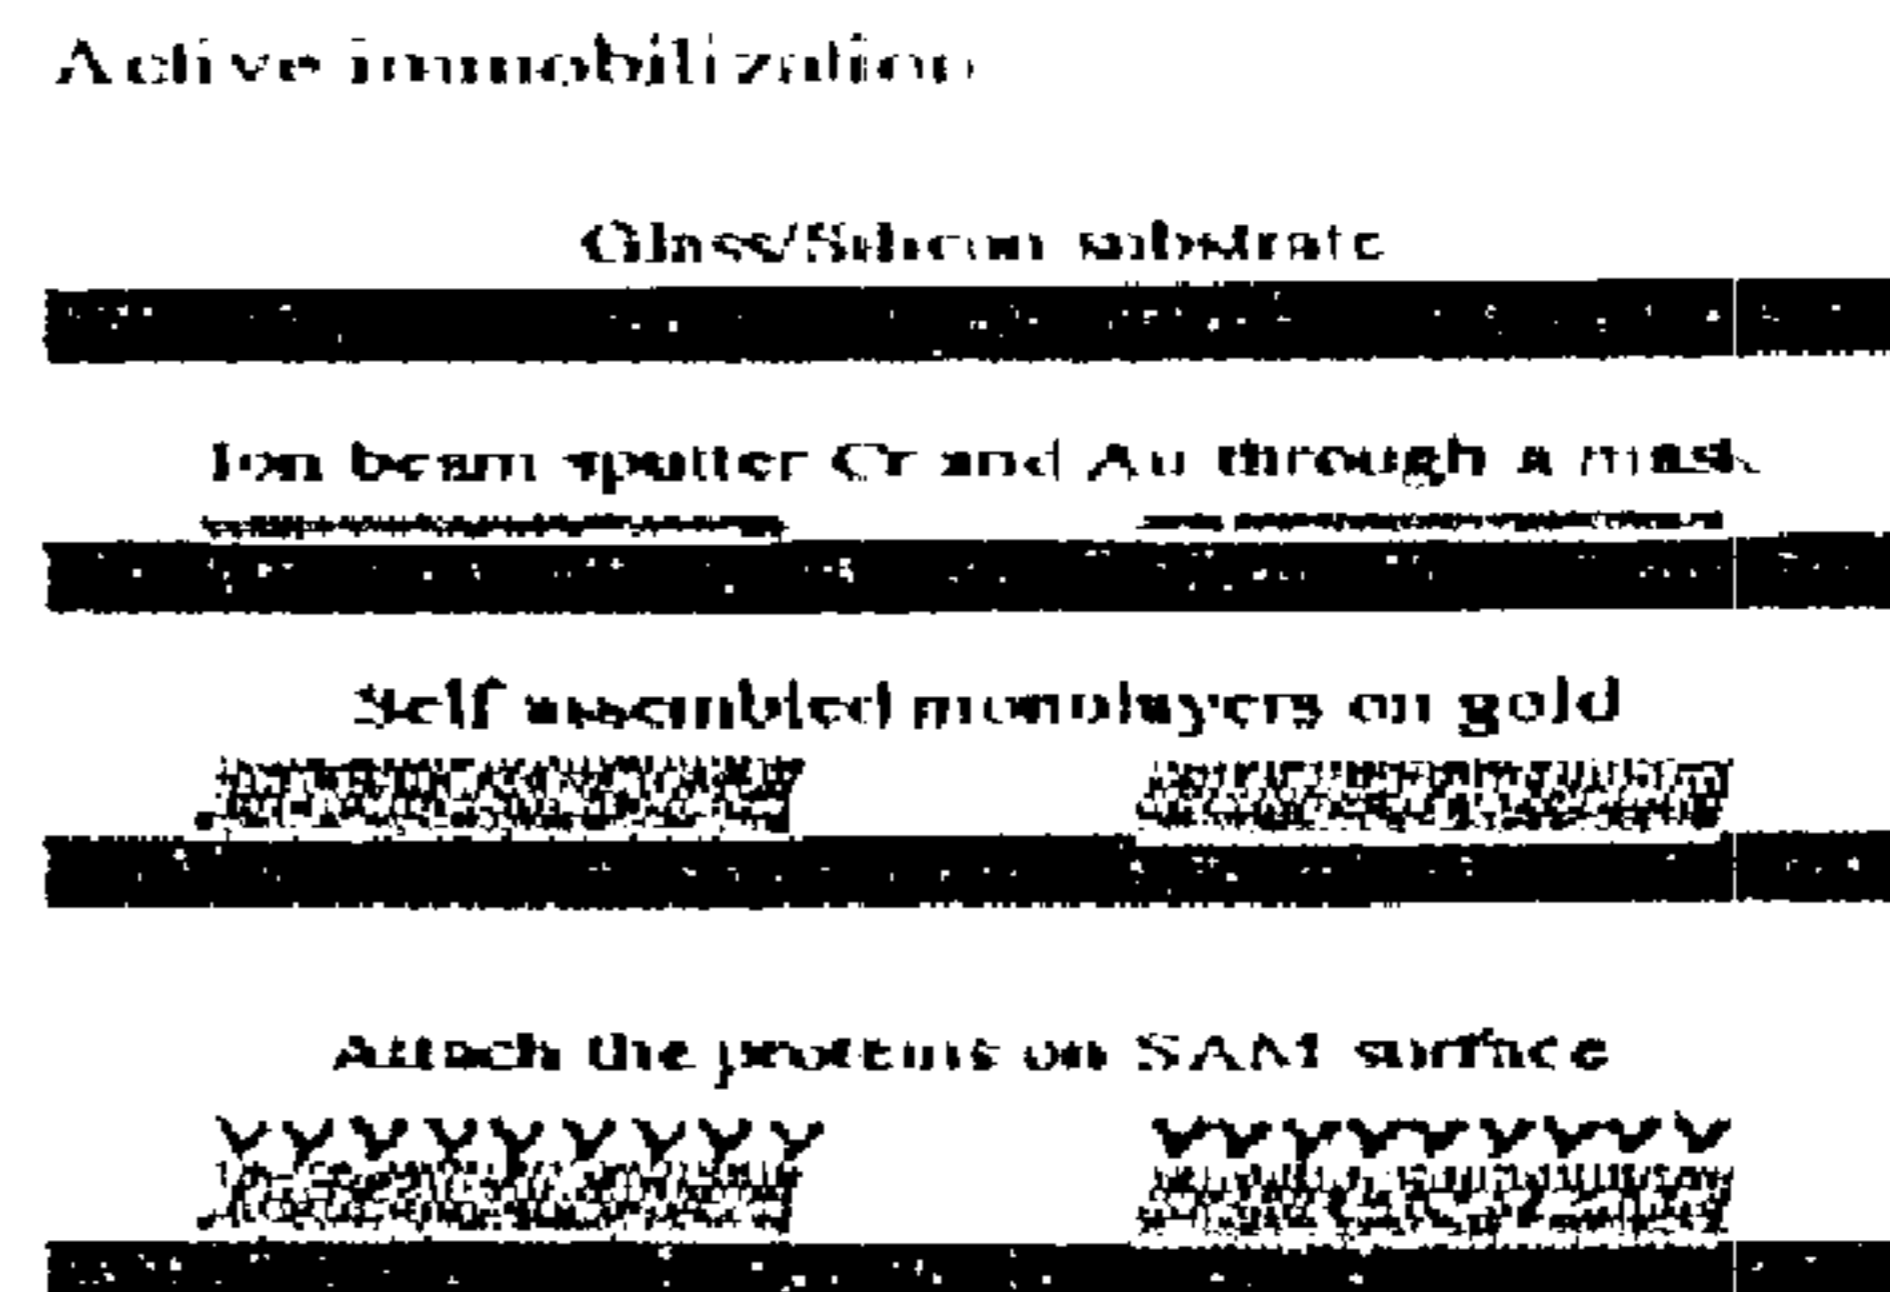 Active immobilization
Glass/Silicon substrate
Ion beam sputter Cr and Au through a mask
Self assembled monolayers on gold
Attach the proteins on SAM surface